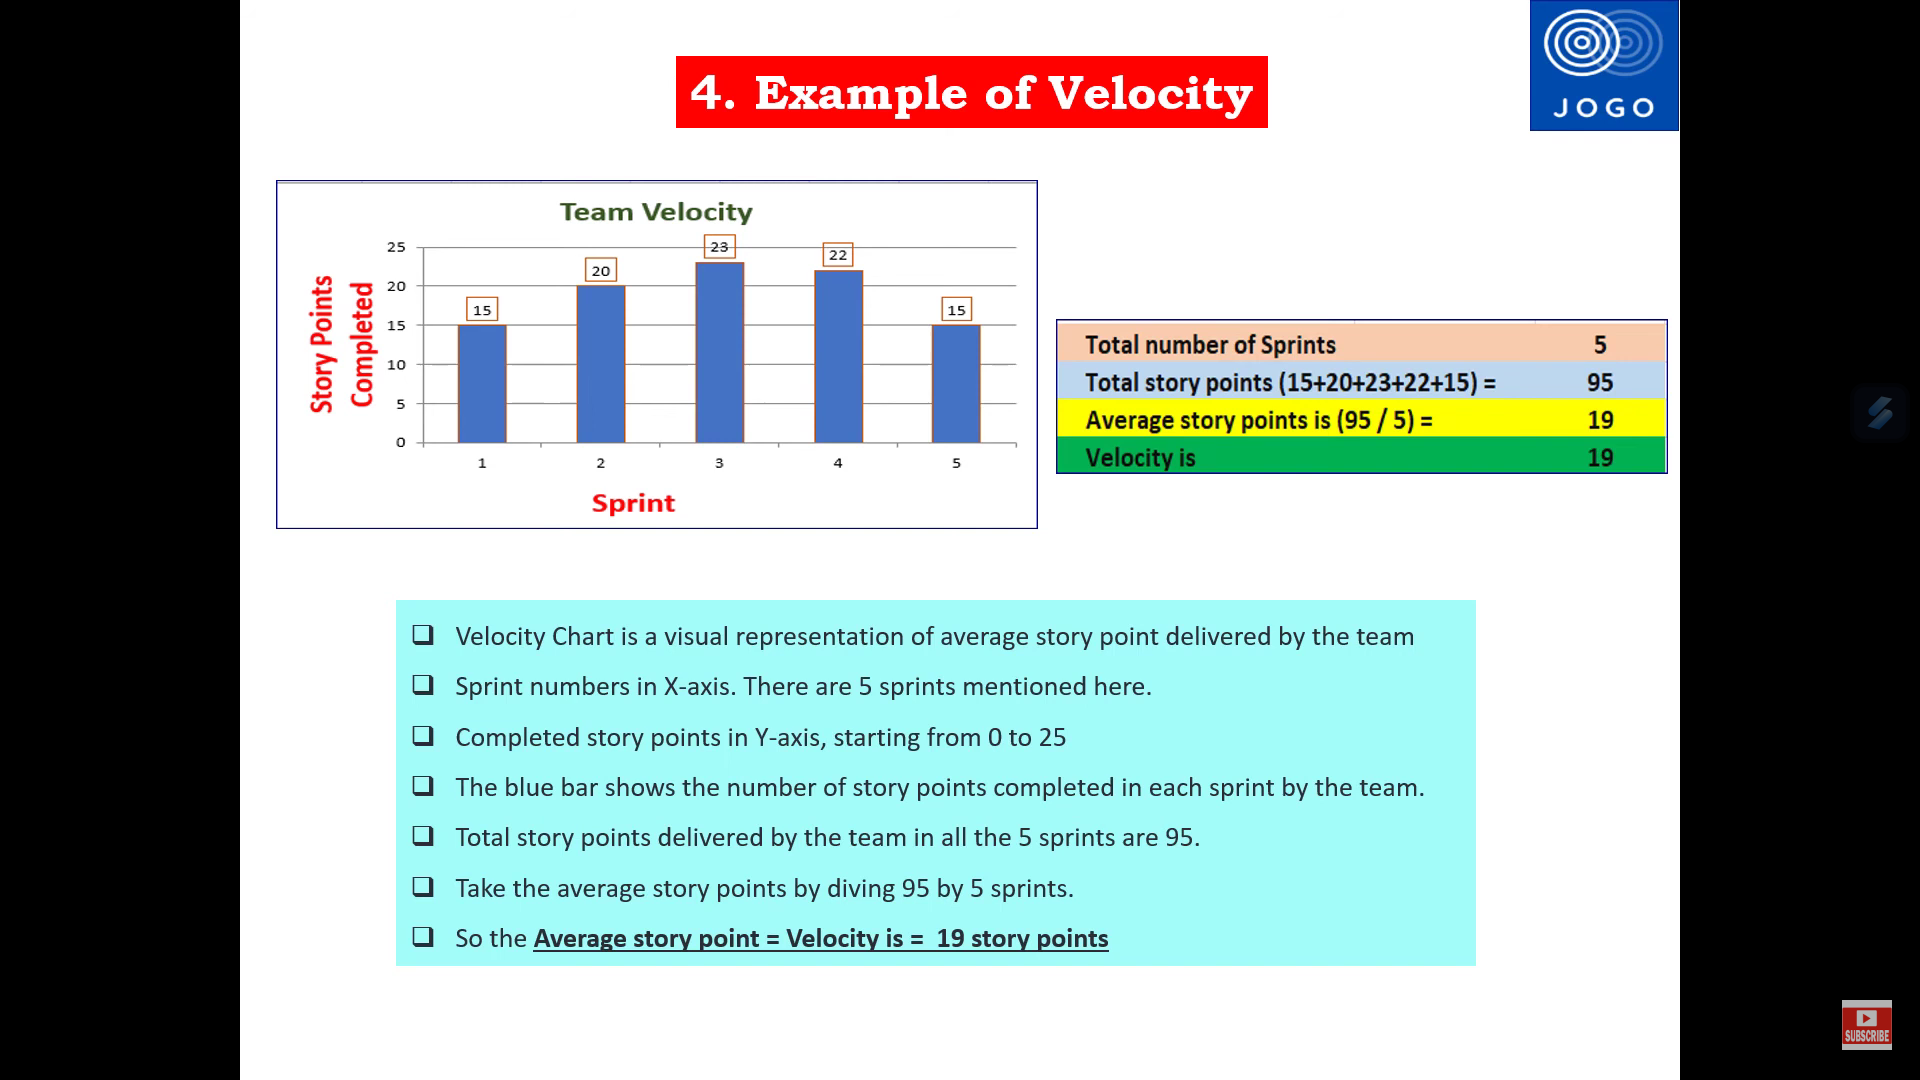 4. Example of Velocity
JOGO
Team Velocity
Story Points
Completed
25
20
15
10
5
0
15
20
23
22
15
1 2 3 4 5
Sprint
Total number of Sprints 5
Total story points (15+20+23+22+15) = 95
Average story points is (95 / 5) = 19
Velocity is 19
Velocity Chart is a visual representation of average story point delivered by the team
Sprint numbers in X-axis. There are 5 sprints mentioned here.
Completed story points in Y-axis, starting from 0 to 25
The blue bar shows the number of story points completed in each sprint by the team.
Total story points delivered by the team in all the 5 sprints are 95.
Take the average story points by diving 95 by 5 sprints.
So the Average story point = Velocity is = 19 story points
SUBSCRIBE